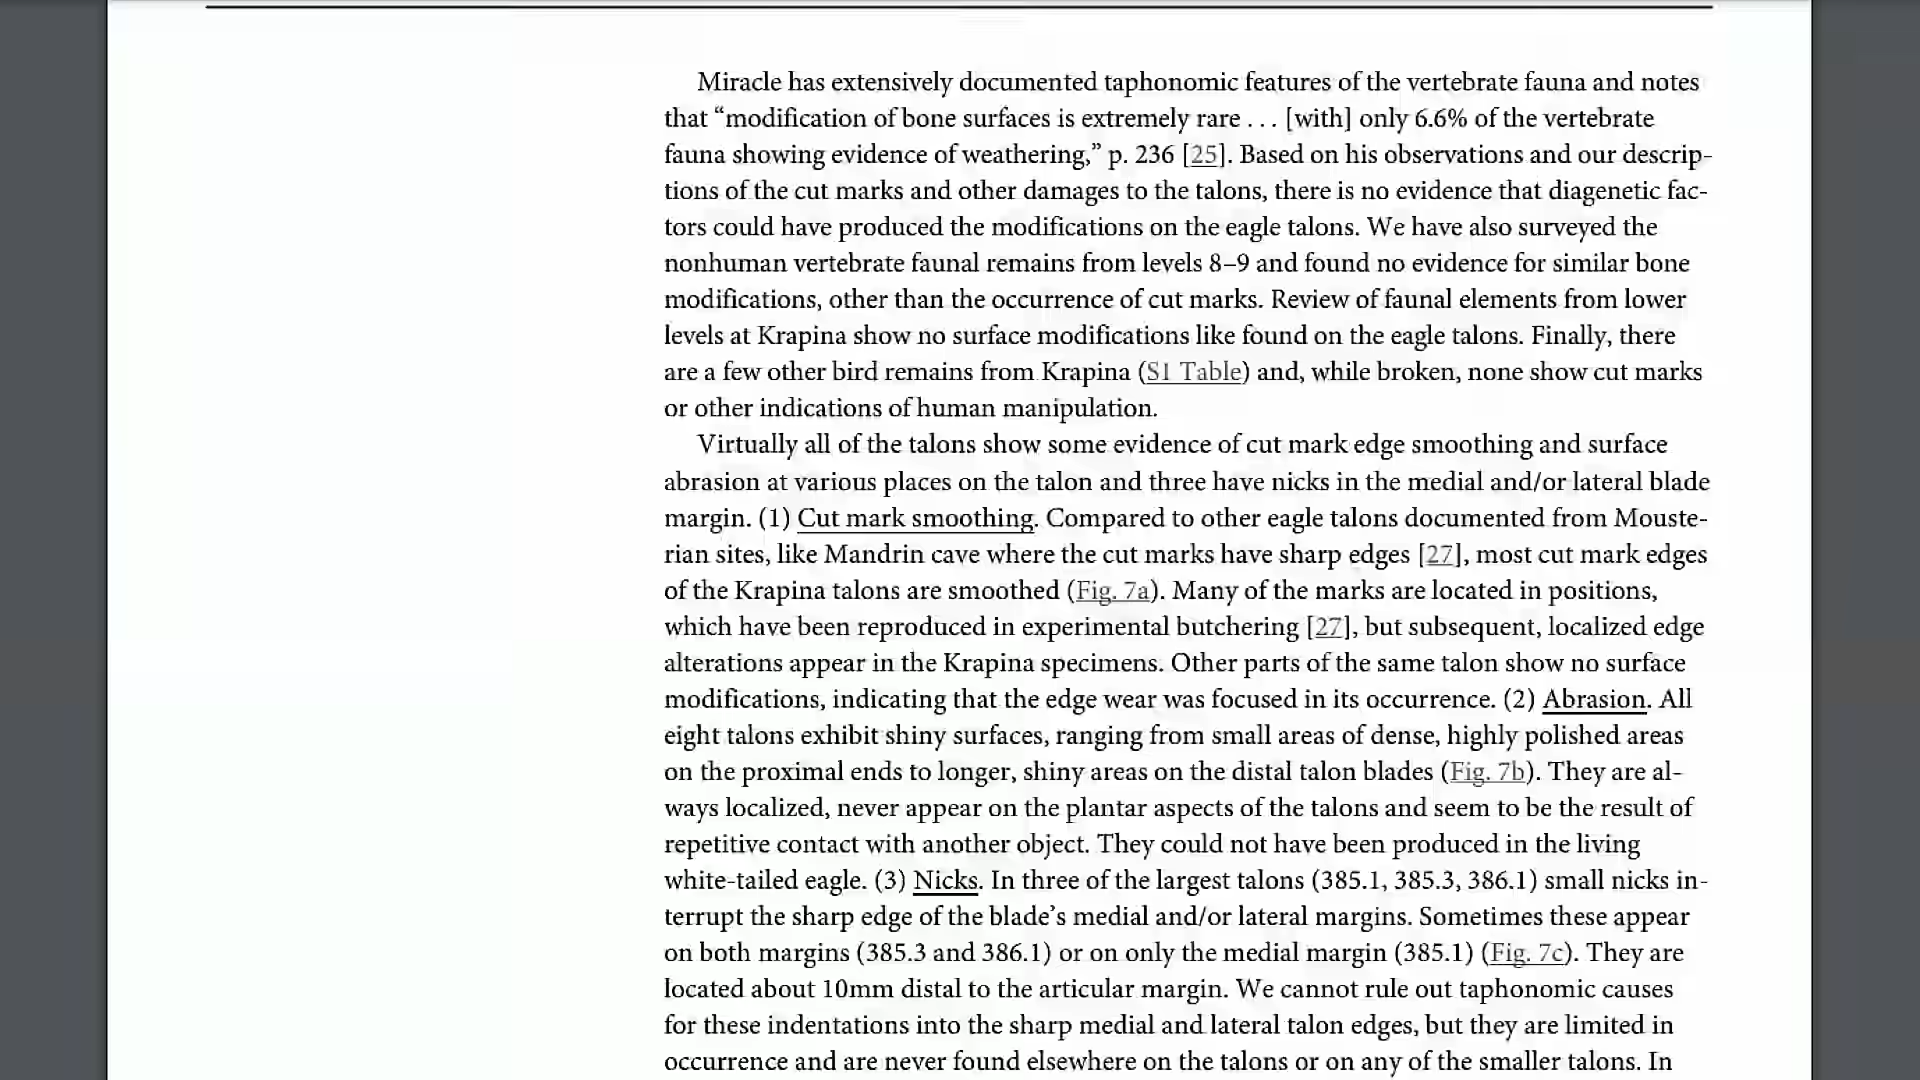 Miracle has extensively documented taphonomic features of the vertebrate fauna and notes
that “modification of bone surfaces is extremely rare . . . [with] only 6.6% of the vertebrate
fauna showing evidence of weathering,” p. 236 [25]. Based on his observations and our descrip-
tions of the cut marks and other damages to the talons, there is no evidence that diagenetic fac-
tors could have produced the modifications on the eagle talons. We have also surveyed the
nonhuman vertebrate faunal remains from levels 8–9 and found no evidence for similar bone
modifications, other than the occurrence of cut marks. Review of faunal elements from lower
levels at Krapina show no surface modifications like found on the eagle talons. Finally, there
are a few other bird remains from Krapina (S1 Table) and, while broken, none show cut marks
or other indications of human manipulation.
Virtually all of the talons show some evidence of cut mark edge smoothing and surface
abrasion at various places on the talon and three have nicks in the medial and/or lateral blade
margin. (1) Cut mark smoothing. Compared to other eagle talons documented from Mouste-
rian sites, like Mandrin cave where the cut marks have sharp edges [27], most cut mark edges
of the Krapina talons are smoothed (Fig. 7a). Many of the marks are located in positions,
which have been reproduced in experimental butchering [27], but subsequent, localized edge
alterations appear in the Krapina specimens. Other parts of the same talon show no surface
modifications, indicating that the edge wear was focused in its occurrence. (2) Abrasion. All
eight talons exhibit shiny surfaces, ranging from small areas of dense, highly polished areas
on the proximal ends to longer, shiny areas on the distal talon blades (Fig. 7b). They are al-
ways localized, never appear on the plantar aspects of the talons and seem to be the result of
repetitive contact with another object. They could not have been produced in the living
white-tailed eagle. (3) Nicks. In three of the largest talons (385.1, 385.3, 386.1) small nicks in-
terrupt the sharp edge of the blade’s medial and/or lateral margins. Sometimes these appear
on both margins (385.3 and 386.1) or on only the medial margin (385.1) (Fig. 7c). They are
located about 10mm distal to the articular margin. We cannot rule out taphonomic causes
for these indentations into the sharp medial and lateral talon edges, but they are limited in
occurrence and are never found elsewhere on the talons or on any of the smaller talons. In